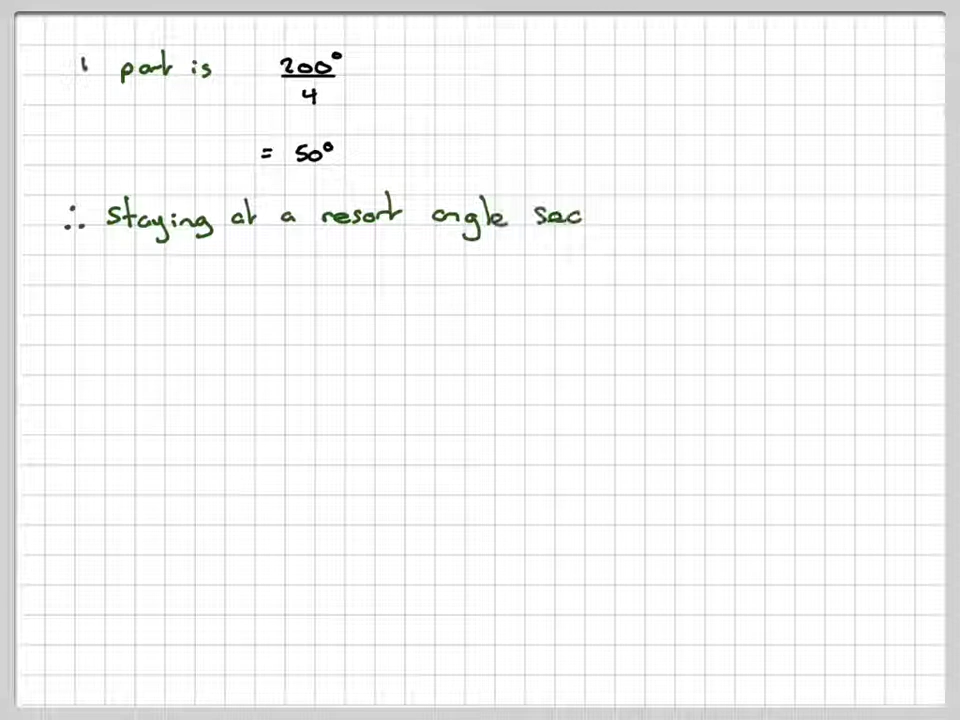 1 part is 200°
4
= 50°
∴ staying at a resort angle sec